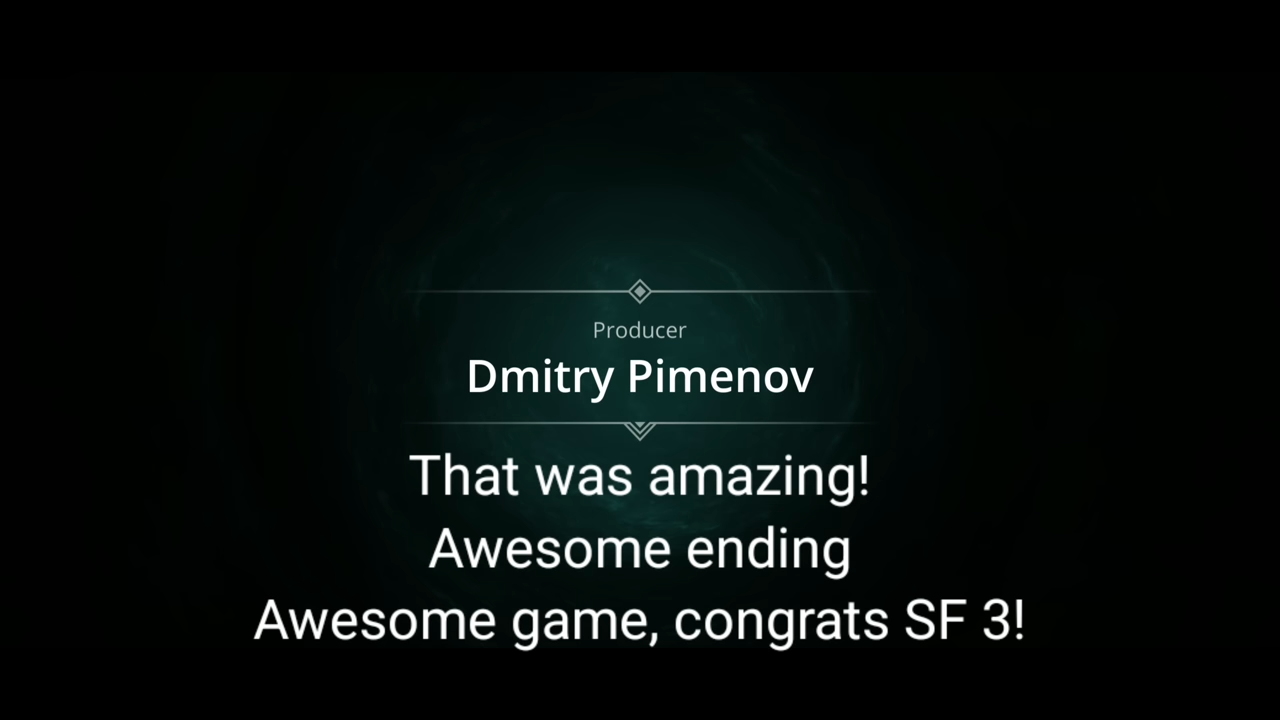 Producer
Dmitry Pimenov
That was amazing!
Awesome ending
Awesome game, congrats SF 3!